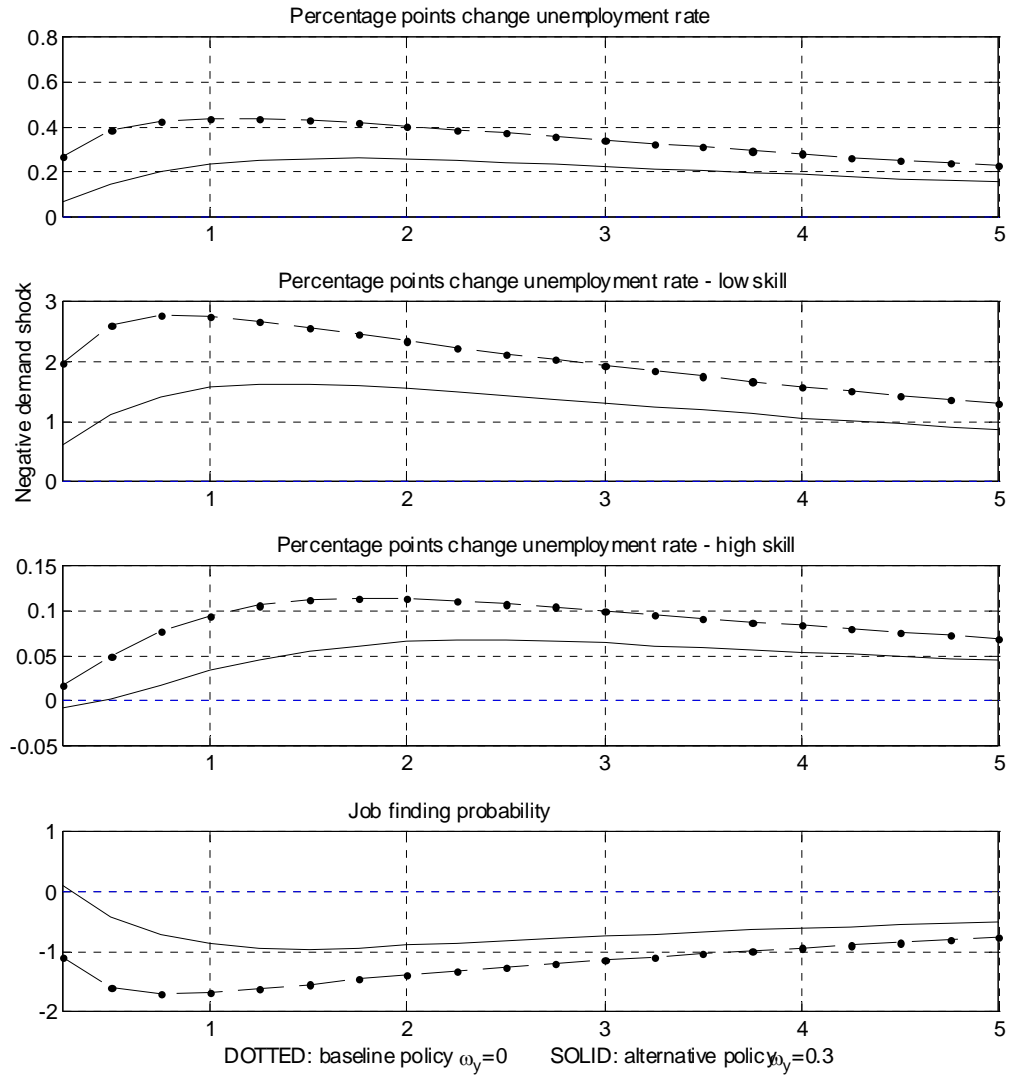 Percentage points change unemployment rate
0.8
0.6
0.4
0.2
0
1 2 3 4 5
Percentage points change unemployment rate - low skill
Negative demand shock
3
2
1
0
1 2 3 4 5
Percentage points change unemployment rate - high skill
0.15
0.1
0.05
0
-0.05
1 2 3 4 5
Job finding probability
1
0
-1
-2
1 2 3 4 5
DOTTED: baseline policy ω_y=0 SOLID: alternative policy ω_y=0.3